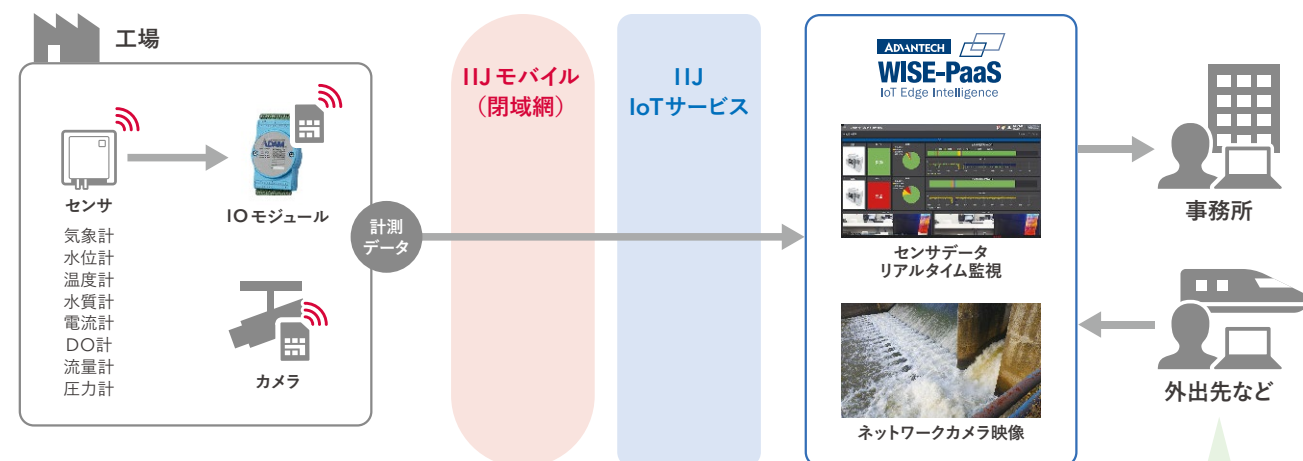 工場
センサ
気象計
水位計
温度計
水質計
電流計
DO計
流量計
圧力計
ADAM
IOモジュール
カメラ
計測
データ
IIJモバイル
（閉域網）
IIJ
IoTサービス
ADVANTECH
WISE-PaaS
IoT Edge Intelligence
センサデータ
リアルタイム監視
ネットワークカメラ映像
事務所
外出先など